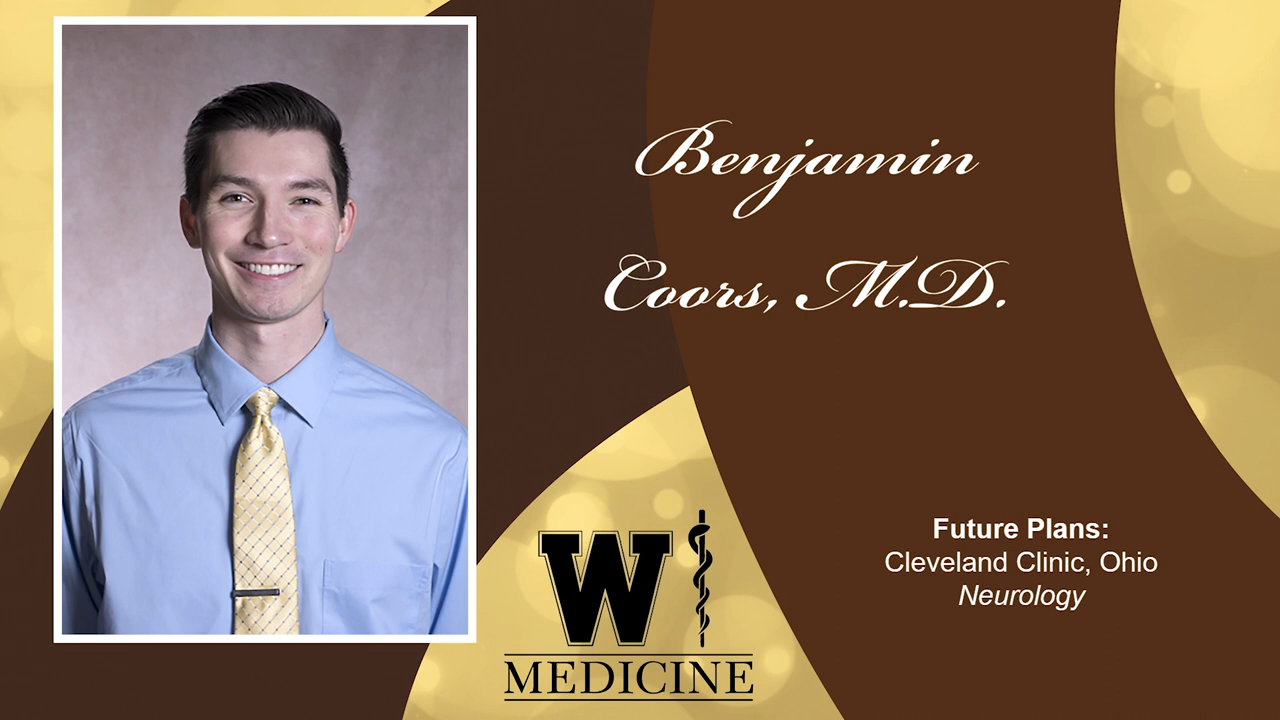 Benjamin
Coors, M.D.
Future Plans:
Cleveland Clinic, Ohio
Neurology
W
MEDICINE